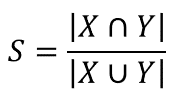 S = |X ∩ Y| / |X ∪ Y|